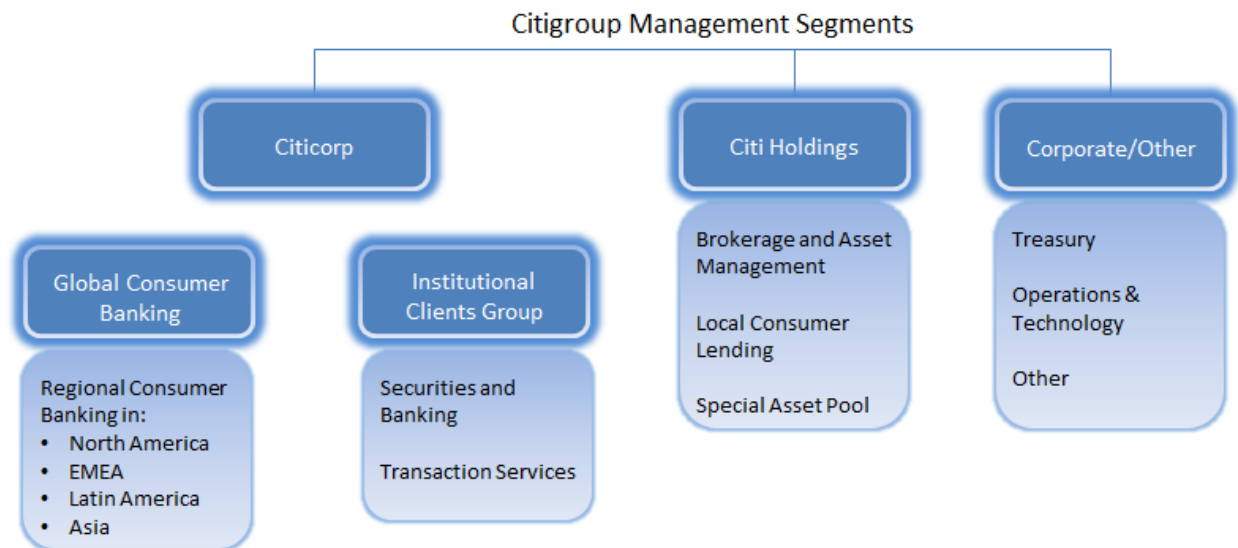 Citigroup Management Segments
Citicorp
Citi Holdings
Corporate/Other
Global Consumer
Banking
Institutional
Clients Group
Regional Consumer
Banking in:
• North America
• EMEA
• Latin America
• Asia
Securities and
Banking
Transaction Services
Brokerage and Asset
Management
Local Consumer
Lending
Special Asset Pool
Treasury
Operations &
Technology
Other